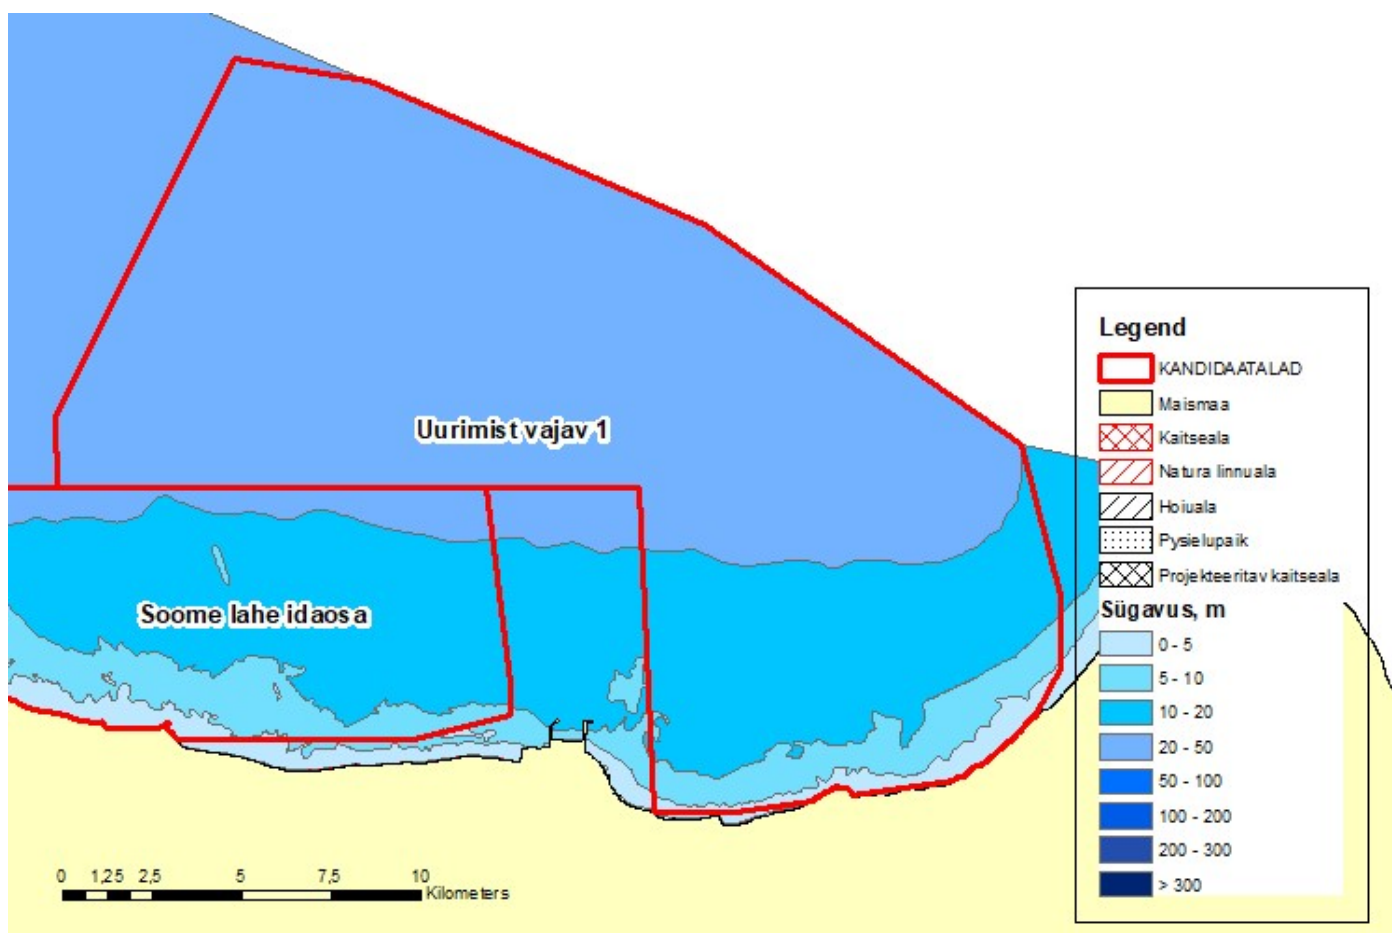 Uurimist vajav 1
Soome lahe idaosa
Legend
KANDIDAATALAD
Maismaa
Kaitseala
Natura linnuala
Hoiuala
Pysielupaik
Projekteeritav kaitseala
Sügavus, m
0 - 5
5 - 10
10 - 20
20 - 50
50 - 100
100 - 200
200 - 300
> 300
0 1,25 2,5 5 7,5 10
Kilometers